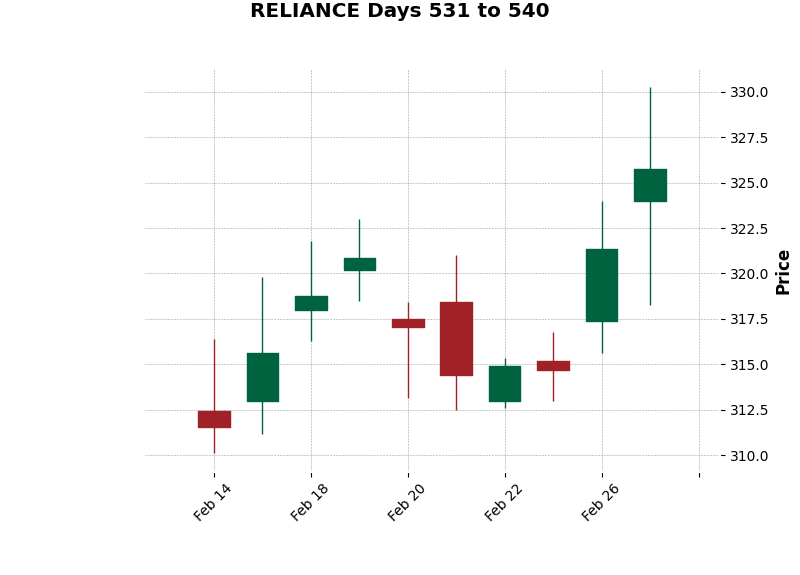 RELIANCE Days 531 to 540
330.0
327.5
325.0
322.5
320.0
317.5
315.0
312.5
310.0
Price
Feb 14
Feb 18
Feb 20
Feb 22
Feb 26